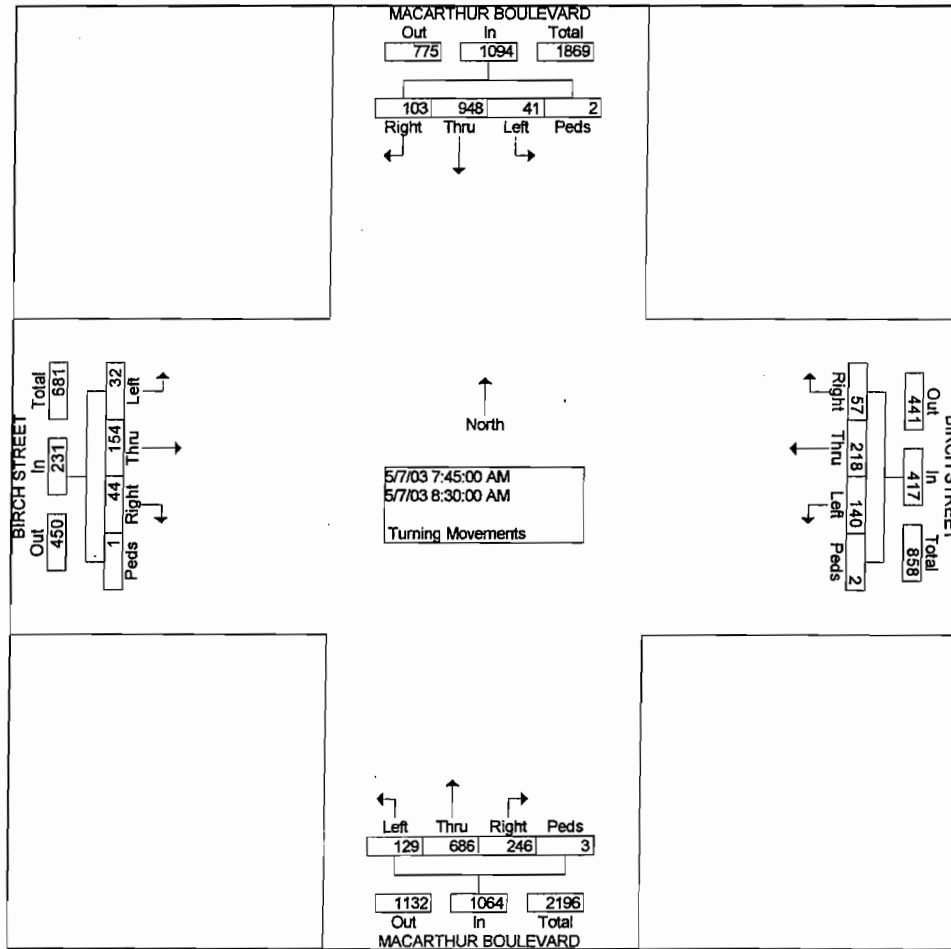 MACARTHUR BOULEVARD
Out In Total
775 1094 1869
103 948 41 2
Right Thru Left Peds
BIRCH STREET
Total In Out
681 231 450
32 154 44 1
Left Thru Right Peds
North
5/7/03 7:45:00 AM
5/7/03 8:30:00 AM
Turning Movements
Right Thru Left Peds
57 218 140 2
Out In Total
441 417 858
BIRCH STREET
Left Thru Right Peds
129 686 246 3
1132 1064 2196
Out In Total
MACARTHUR BOULEVARD